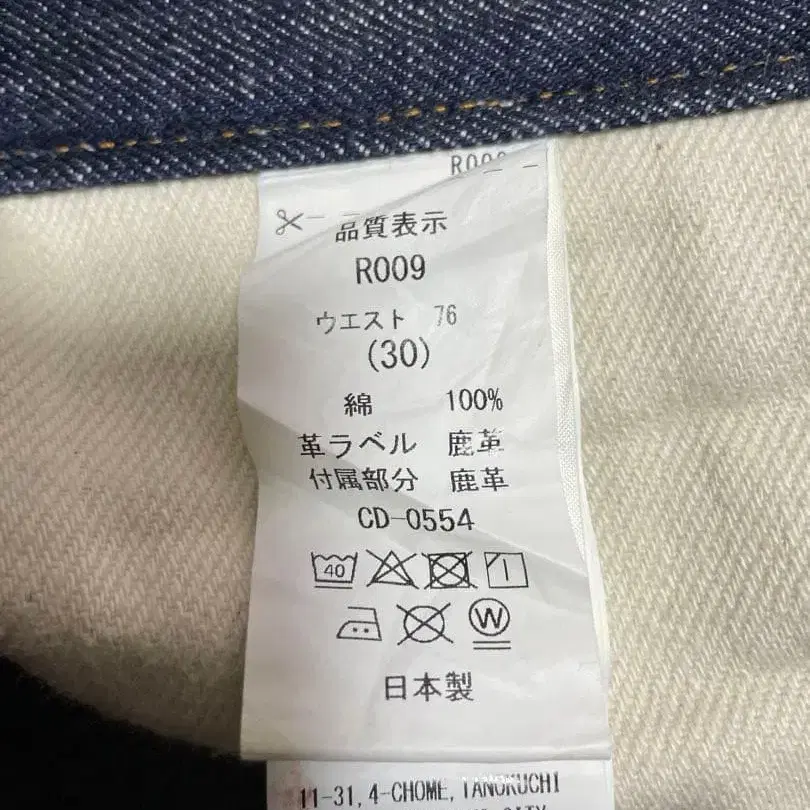 R009
品質表示
R009
ウエスト 76
(30)
綿 100%
革ラベル 鹿革
付属部分 鹿革
CD-0554
40
W
日本製
11-31, 4-CHOME, TANOKUCHI